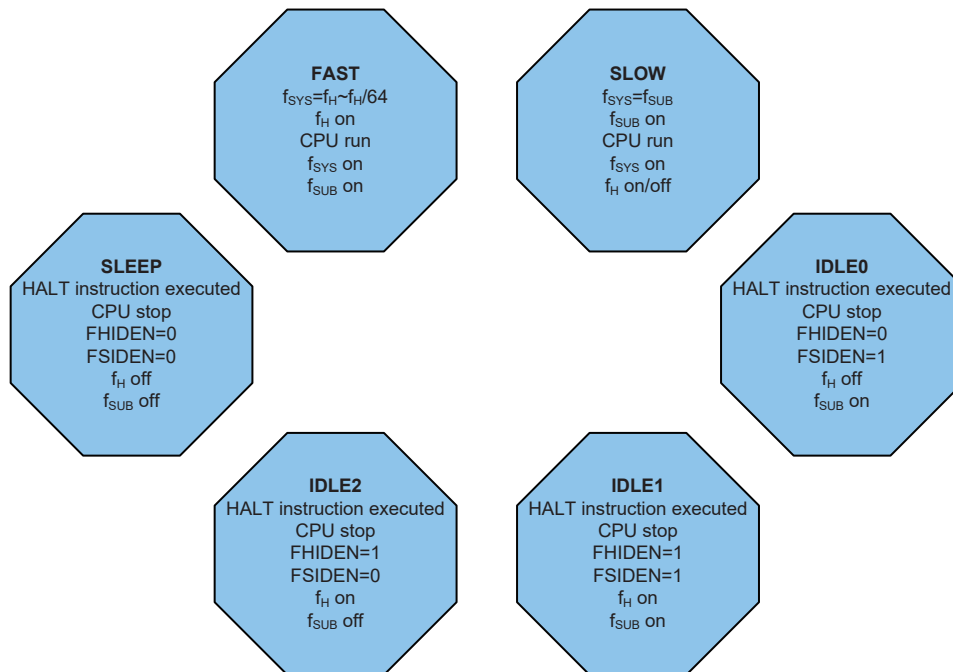 FAST
fSYS=fH~fH/64
fH on
CPU run
fSYS on
fSUB on
SLOW
fSYS=fSUB
fSUB on
CPU run
fSYS on
fH on/off
SLEEP
HALT instruction executed
CPU stop
FHIDEN=0
FSIDEN=0
fH off
fSUB off
IDLE0
HALT instruction executed
CPU stop
FHIDEN=0
FSIDEN=1
fH off
fSUB on
IDLE2
HALT instruction executed
CPU stop
FHIDEN=1
FSIDEN=0
fH on
fSUB off
IDLE1
HALT instruction executed
CPU stop
FHIDEN=1
FSIDEN=1
fH on
fSUB on